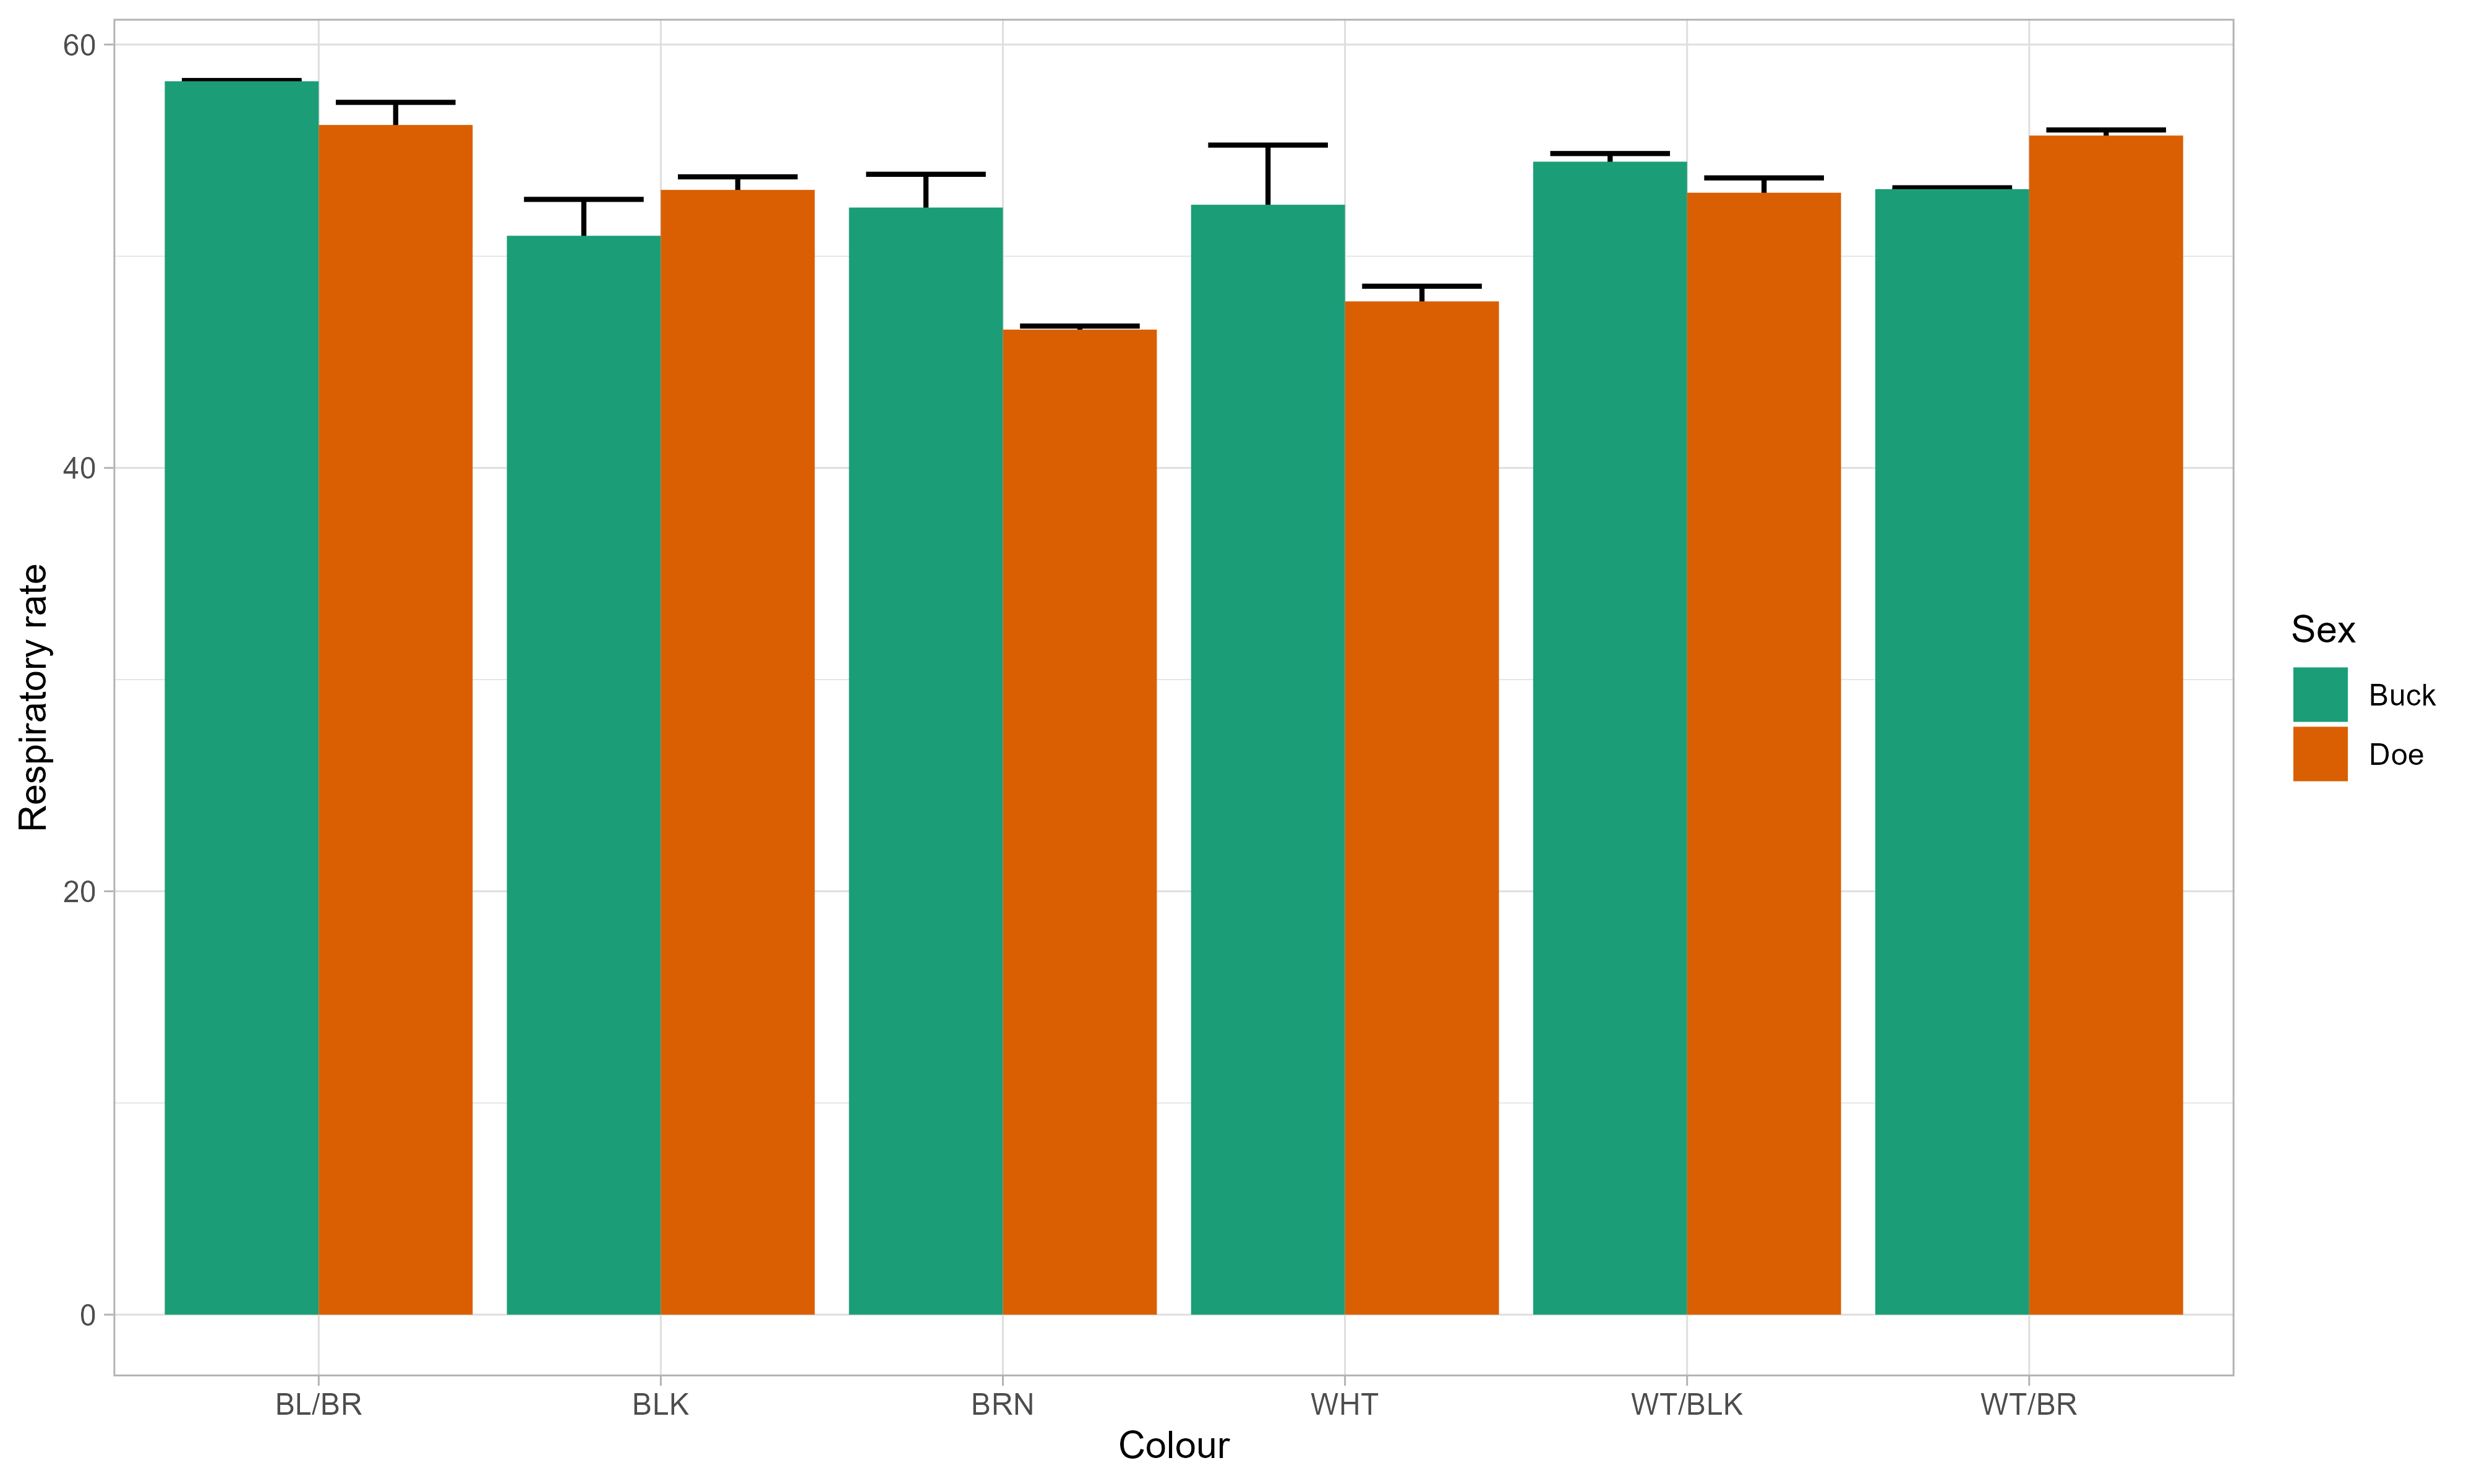 60
40
20
0
Respiratory rate
BL/BR BLK BRN WHT WT/BLK WT/BR
Colour
Sex
Buck
Doe